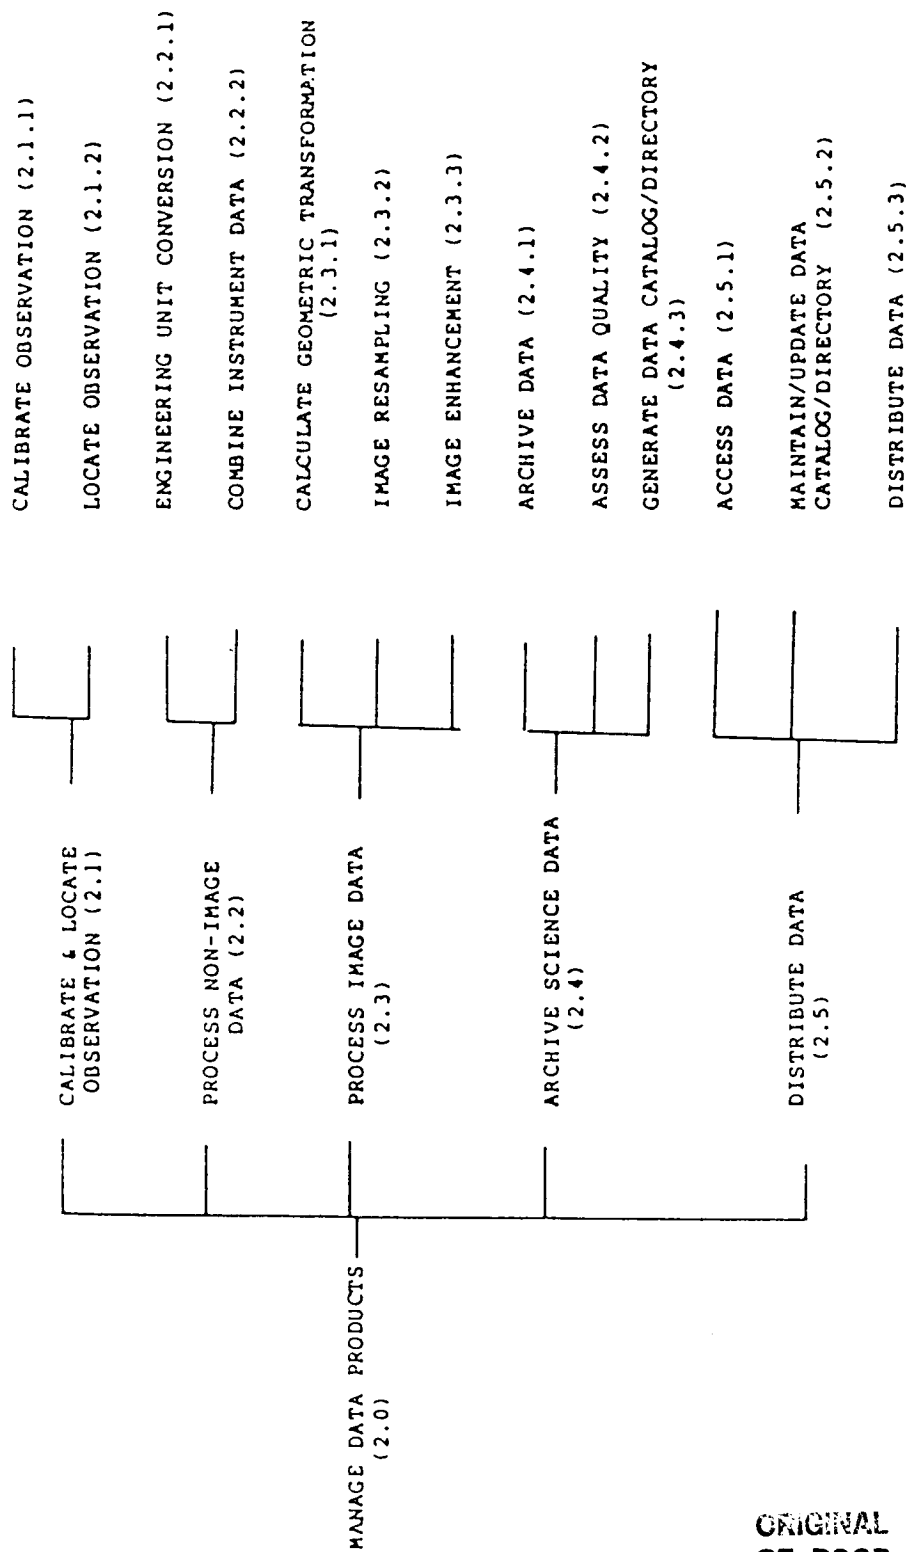 MANAGE DATA PRODUCTS
(2.0)
CALIBRATE & LOCATE
OBSERVATION (2.1)
CALIBRATE OBSERVATION (2.1.1)
LOCATE OBSERVATION (2.1.2)
PROCESS NON-IMAGE
DATA (2.2)
ENGINEERING UNIT CONVERSION (2.2.1)
COMBINE INSTRUMENT DATA (2.2.2)
PROCESS IMAGE DATA
(2.3)
CALCULATE GEOMETRIC TRANSFORMATION
(2.3.1)
IMAGE RESAMPLING (2.3.2)
IMAGE ENHANCEMENT (2.3.3)
ARCHIVE SCIENCE DATA
(2.4)
ARCHIVE DATA (2.4.1)
ASSESS DATA QUALITY (2.4.2)
GENERATE DATA CATALOG/DIRECTORY
(2.4.3)
DISTRIBUTE DATA
(2.5)
ACCESS DATA (2.5.1)
MAINTAIN/UPDATE DATA
CATALOG/DIRECTORY (2.5.2)
DISTRIBUTE DATA (2.5.3)
ORIGINAL